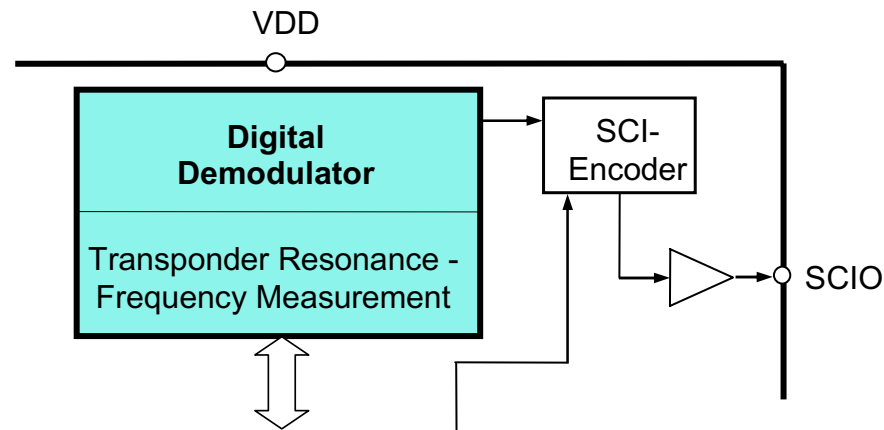 VDD
Digital
Demodulator
SCI-
Encoder
Transponder Resonance -
Frequency Measurement
SCIO